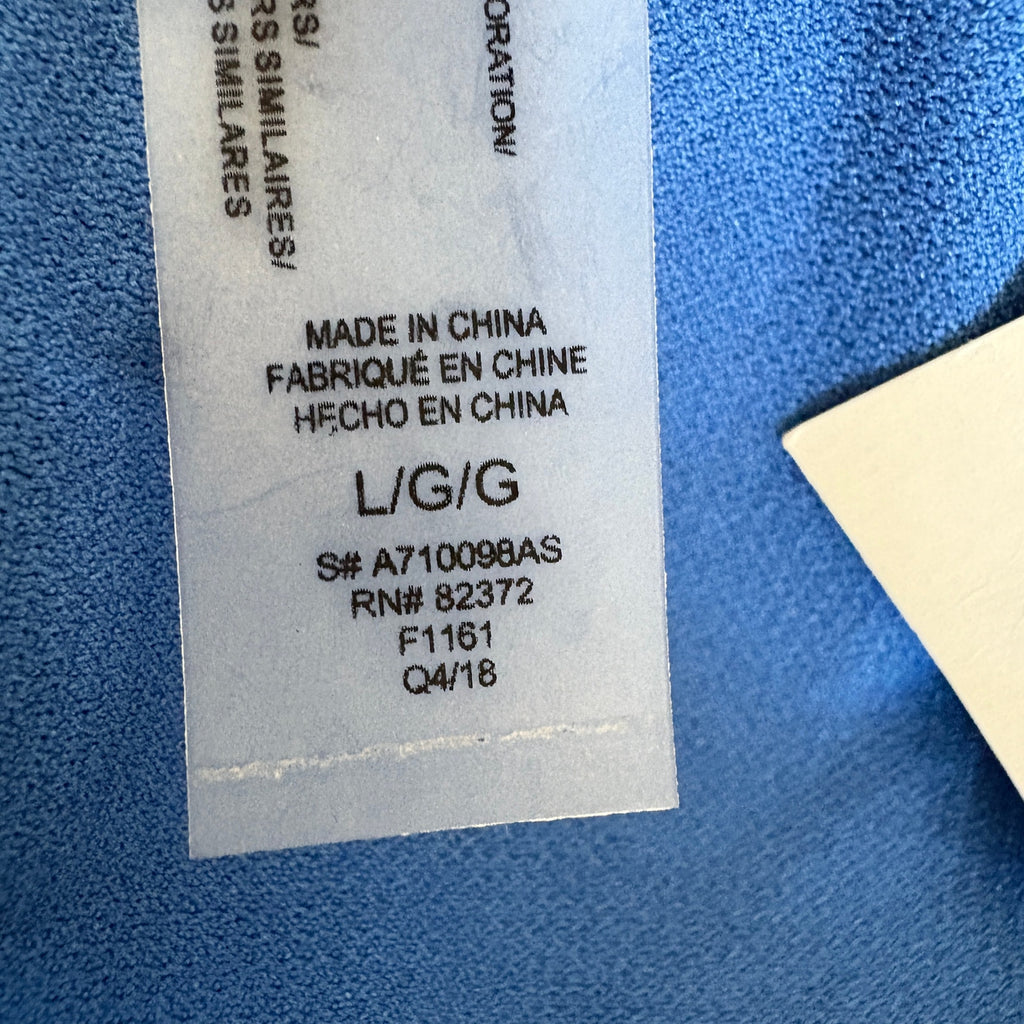 ORATION/
RS/
RS SIMILAIRES/
S SIMILARES
MADE IN CHINA
FABRIQUÉ EN CHINE
HECHO EN CHINA
L/G/G
S# A710098AS
RN# 82372
F1161
Q4/18